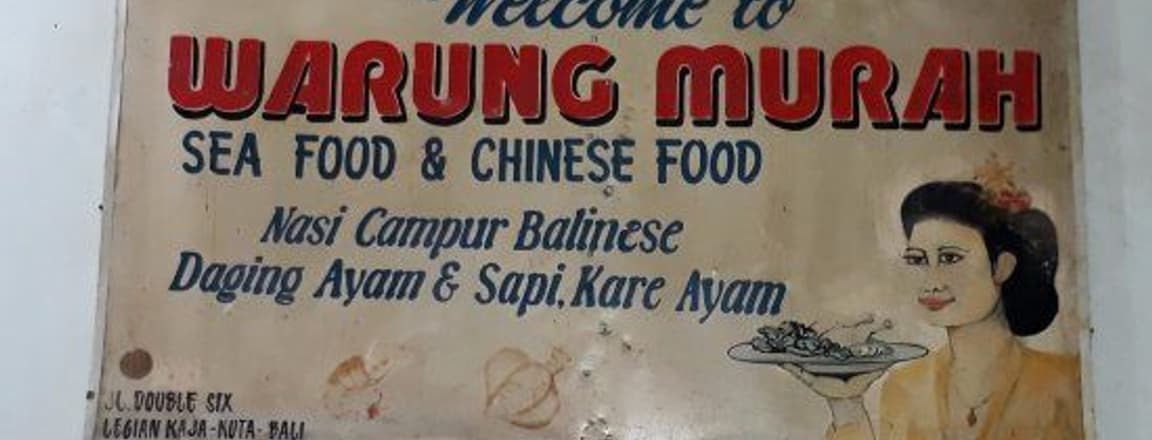 Welcome to
WARUNG MURAH
SEA FOOD & CHINESE FOOD
Nasi Campur Balinese
Daging Ayam & Sapi, Kare Ayam
JL. DOUBLE SIX
LEGIAN KAJA-KUTA-BALI